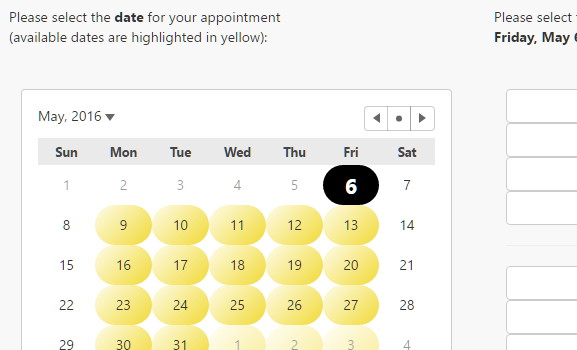 Please select the date for your appointment
(available dates are highlighted in yellow):
Please select
Friday, May
May, 2016
Sun Mon Tue Wed Thu Fri Sat
1 2 3 4 5 6 7
8 9 10 11 12 13 14
15 16 17 18 19 20 21
22 23 24 25 26 27 28
29 30 31 1 2 3 4